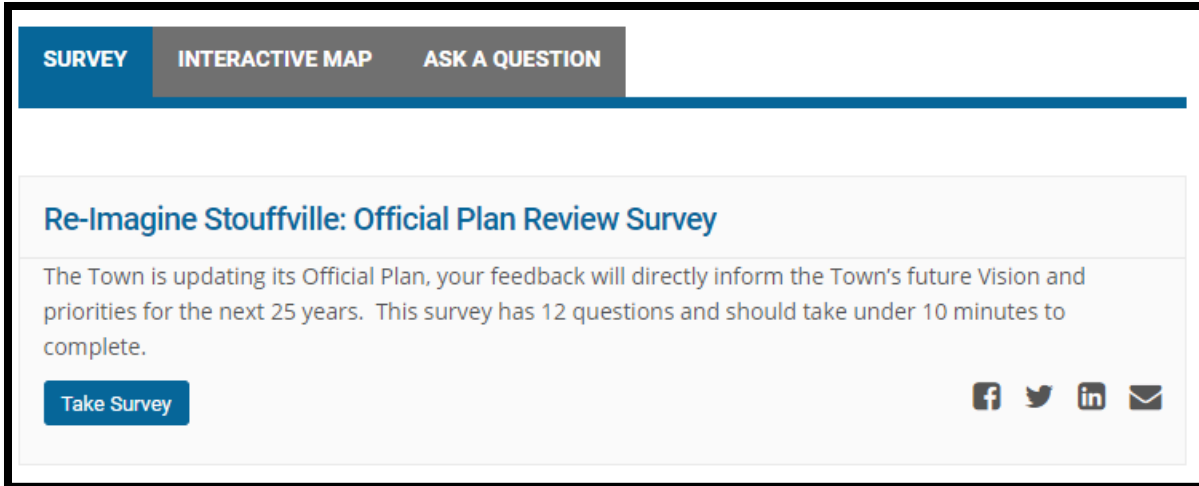 SURVEY INTERACTIVE MAP ASK A QUESTION
Re-Imagine Stouffville: Official Plan Review Survey
The Town is updating its Official Plan, your feedback will directly inform the Town's future Vision and
priorities for the next 25 years.  This survey has 12 questions and should take under 10 minutes to
complete.
Take Survey